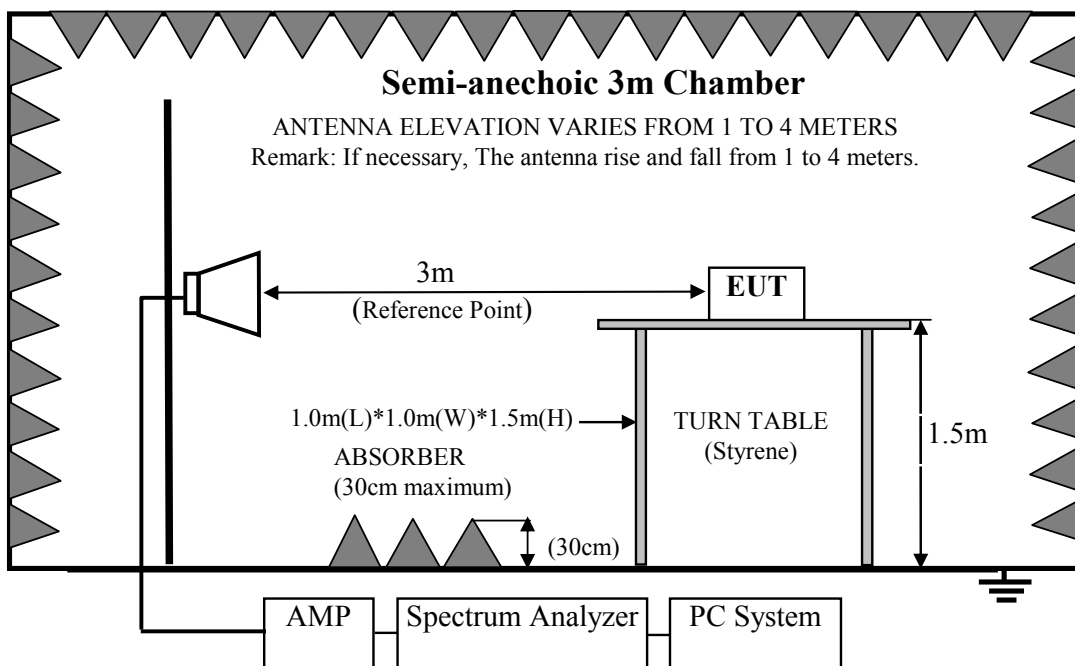 Semi-anechoic 3m Chamber
ANTENNA ELEVATION VARIES FROM 1 TO 4 METERS
Remark: If necessary, The antenna rise and fall from 1 to 4 meters.
3m
(Reference Point)
EUT
1.0m(L)*1.0m(W)*1.5m(H)
TURN TABLE
(Styrene)
1.5m
ABSORBER
(30cm maximum)
(30cm)
AMP
Spectrum Analyzer
PC System